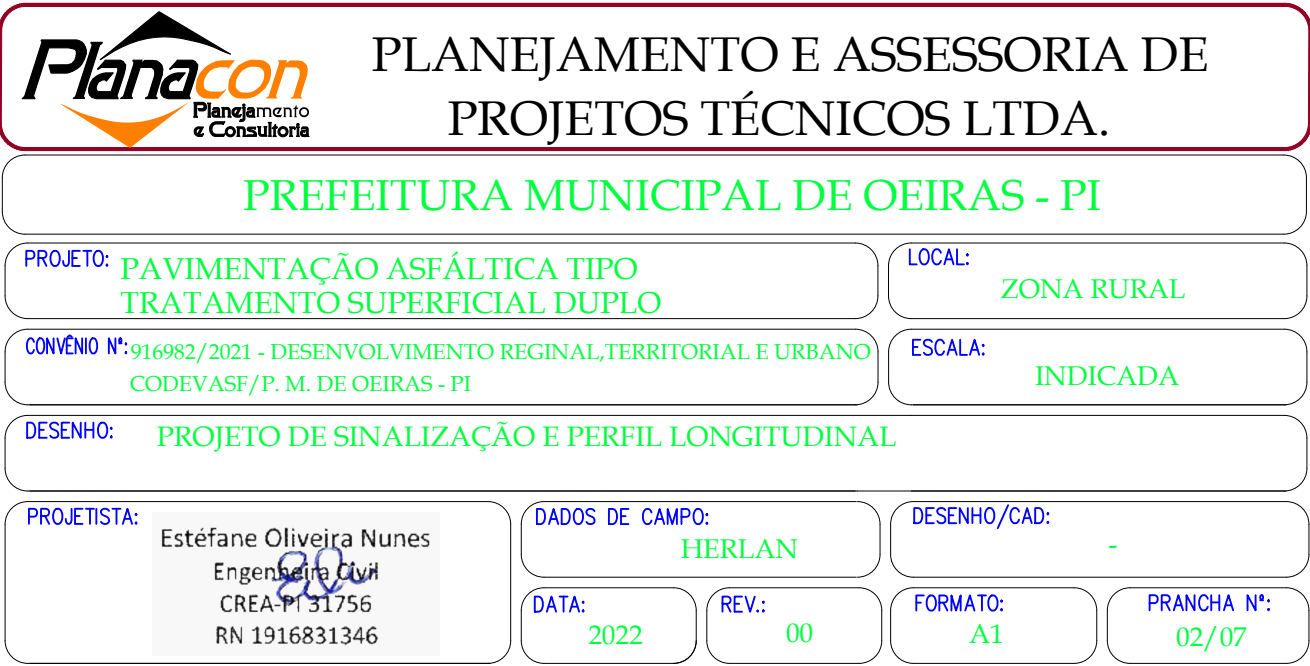 Planacon
Planejamento
e Consultoria
PLANEJAMENTO E ASSESSORIA DE
PROJETOS TÉCNICOS LTDA.
PREFEITURA MUNICIPAL DE OEIRAS - PI
PROJETO: PAVIMENTAÇÃO ASFÁLTICA TIPO
TRATAMENTO SUPERFICIAL DUPLO
LOCAL:
ZONA RURAL
CONVÊNIO Nº: 916982/2021 - DESENVOLVIMENTO REGINAL,TERRITORIAL E URBANO
CODEVASF/P. M. DE OEIRAS - PI
ESCALA:
INDICADA
DESENHO: PROJETO DE SINALIZAÇÃO E PERFIL LONGITUDINAL
PROJETISTA:
Estéfane Oliveira Nunes
Engenheira Civil
CREA-PI 31756
RN 1916831346
DADOS DE CAMPO:
HERLAN
DESENHO/CAD:
-
DATA:
2022
REV.:
00
FORMATO:
A1
PRANCHA Nº:
02/07